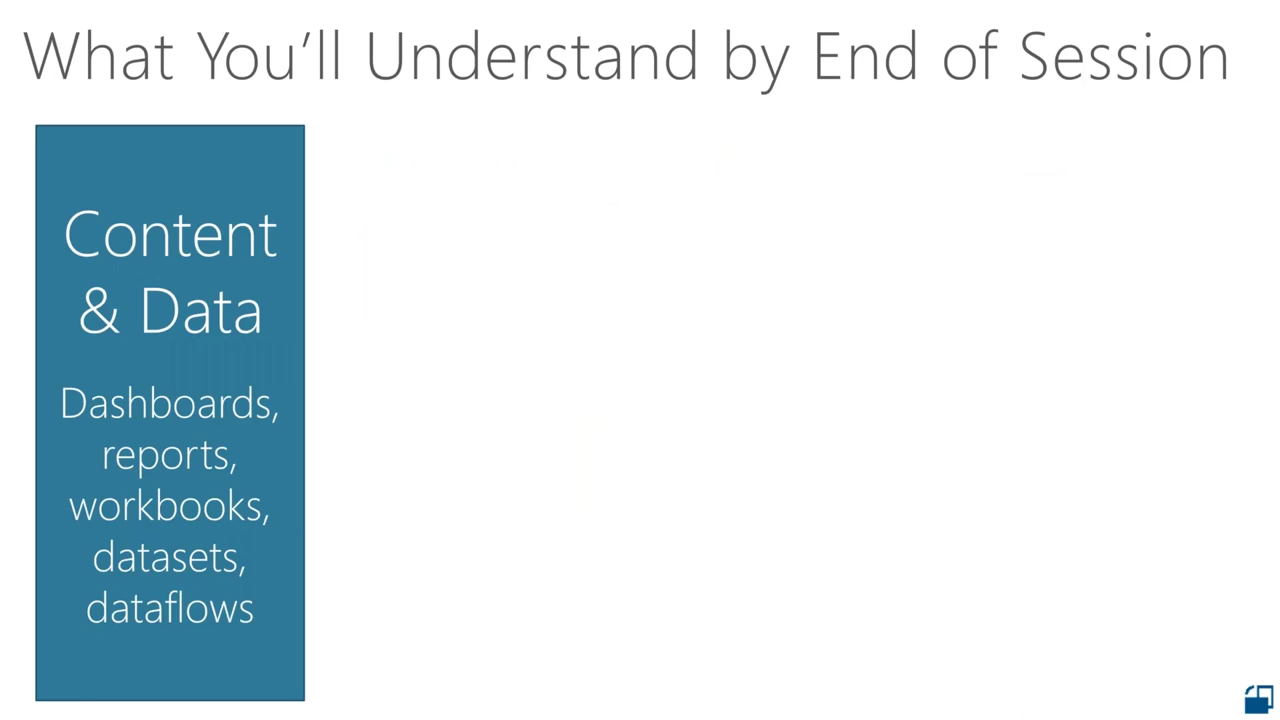 What You’ll Understand by End of Session
Content
& Data
Dashboards,
reports,
workbooks,
datasets,
dataflows